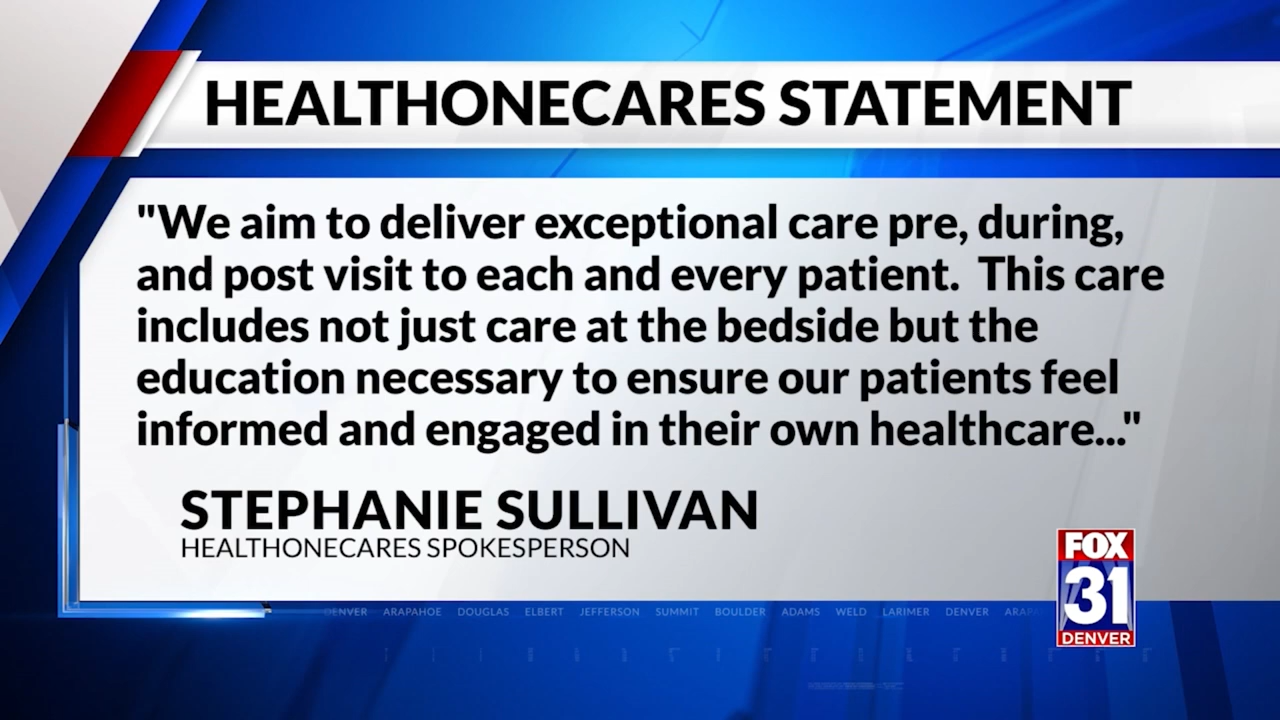 HEALTHONECARES STATEMENT
"We aim to deliver exceptional care pre, during,
and post visit to each and every patient.  This care
includes not just care at the bedside but the
education necessary to ensure our patients feel
informed and engaged in their own healthcare..."
STEPHANIE SULLIVAN
HEALTHONECARES SPOKESPERSON
FOX
31
DENVER
DENVER ARAPAHOE DOUGLAS ELBERT JEFFERSON SUMMIT BOULDER ADAMS WELD LARIMER DENVER